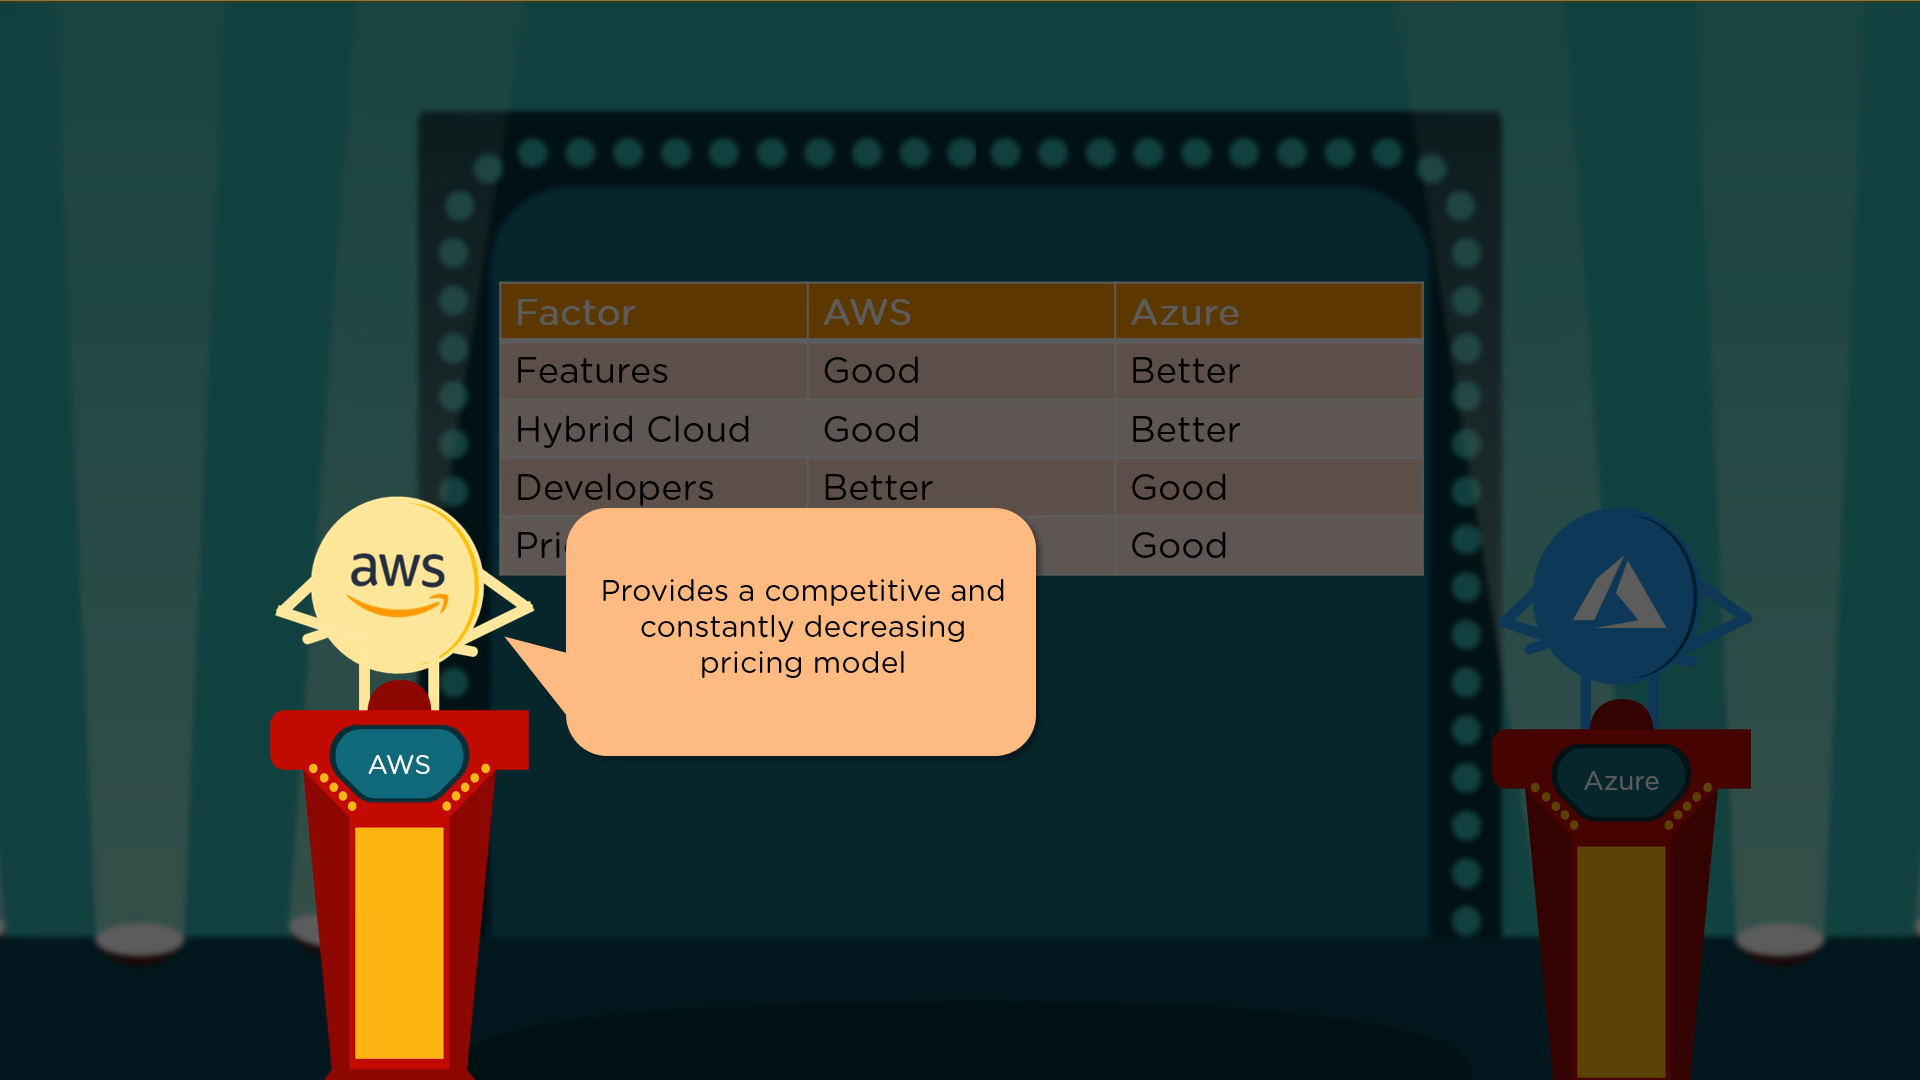 Factor AWS Azure
Features Good Better
Hybrid Cloud Good Better
Developers Better Good
Good
aws
Provides a competitive and
constantly decreasing
pricing model
AWS
Azure